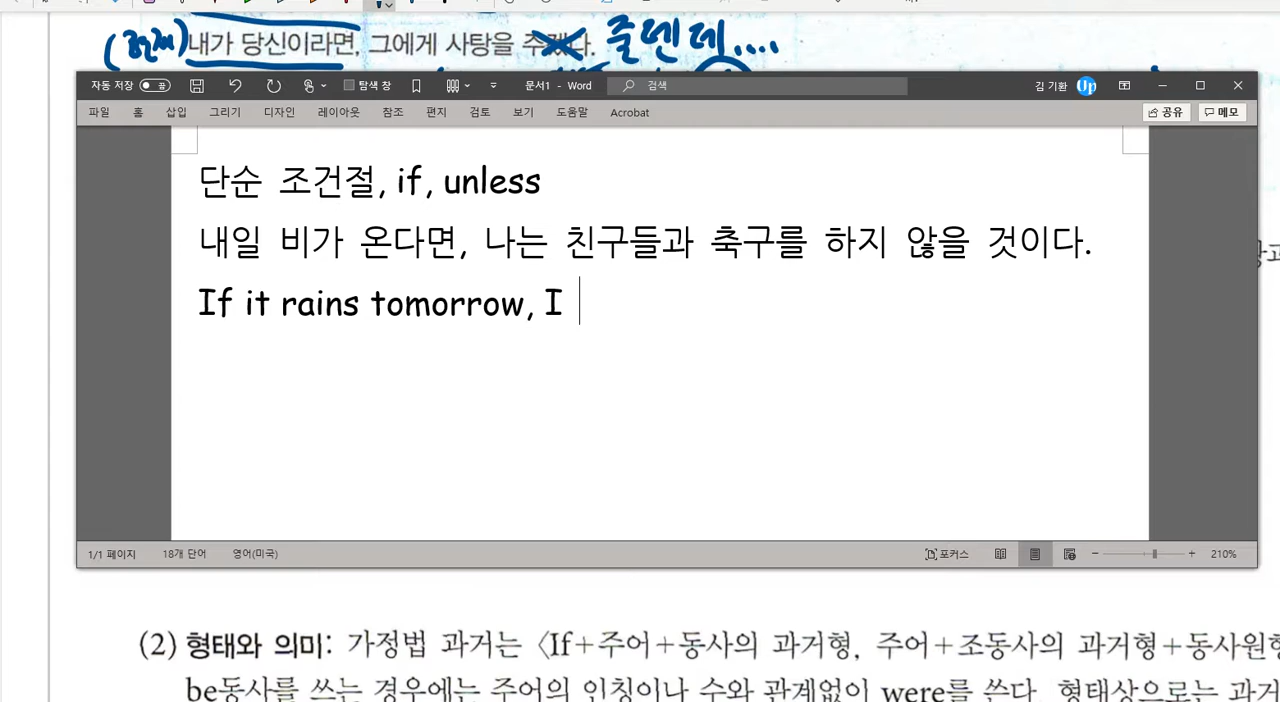 (현재) 내가 당신이라면, 그에게 사탕을 주겠다. 줄텐데....
자동 저장 탐색 창 문서1 - Word 검색 김 기환 Up
파일 홈 삽입 그리기 디자인 레이아웃 참조 편지 검토 보기 도움말 Acrobat 공유 메모
단순 조건절, if, unless
내일 비가 온다면, 나는 친구들과 축구를 하지 않을 것이다.
If it rains tomorrow, I
1/1 페이지 18개 단어 영어(미국) 포커스 210%
(2) 형태와 의미: 가정법 과거는 〈If+주어+동사의 과거형, 주어+조동사의 과거형+동사원형
be동사를 쓰는 경우에는 주어의 인칭이나 수와 관계없이 were를 쓴다. 형태상으로는 과거